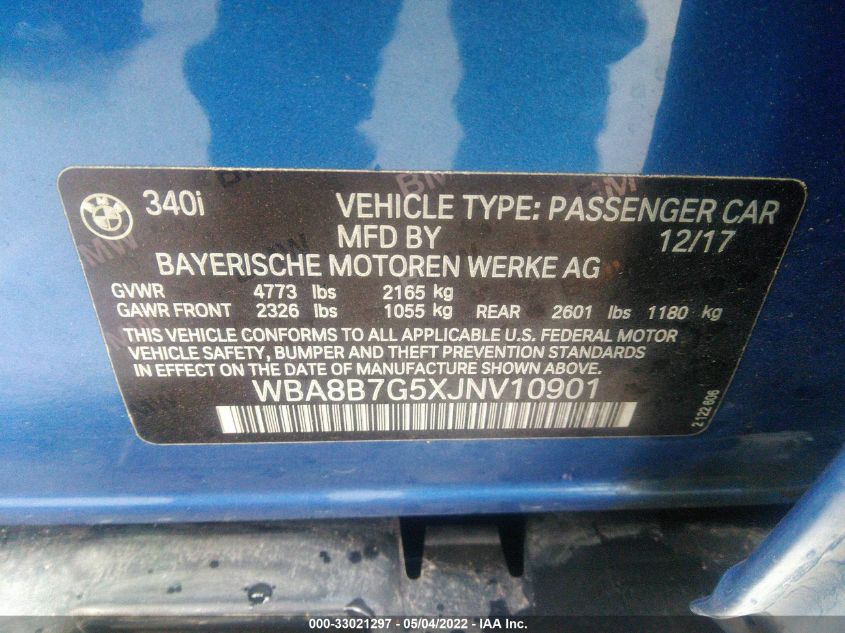 340i VEHICLE TYPE: PASSENGER CAR
MFD BY 12/17
BAYERISCHE MOTOREN WERKE AG
GVWR 4773 lbs 2165 kg
GAWR FRONT 2326 lbs 1055 kg REAR 2601 lbs 1180 kg
THIS VEHICLE CONFORMS TO ALL APPLICABLE U.S. FEDERAL MOTOR
VEHICLE SAFETY, BUMPER AND THEFT PREVENTION STANDARDS
IN EFFECT ON THE DATE OF MANUFACTURE SHOWN ABOVE.
WBA8B7G5XJNV10901
2 122 606
000-33021297 - 05/04/2022 - IAA Inc.